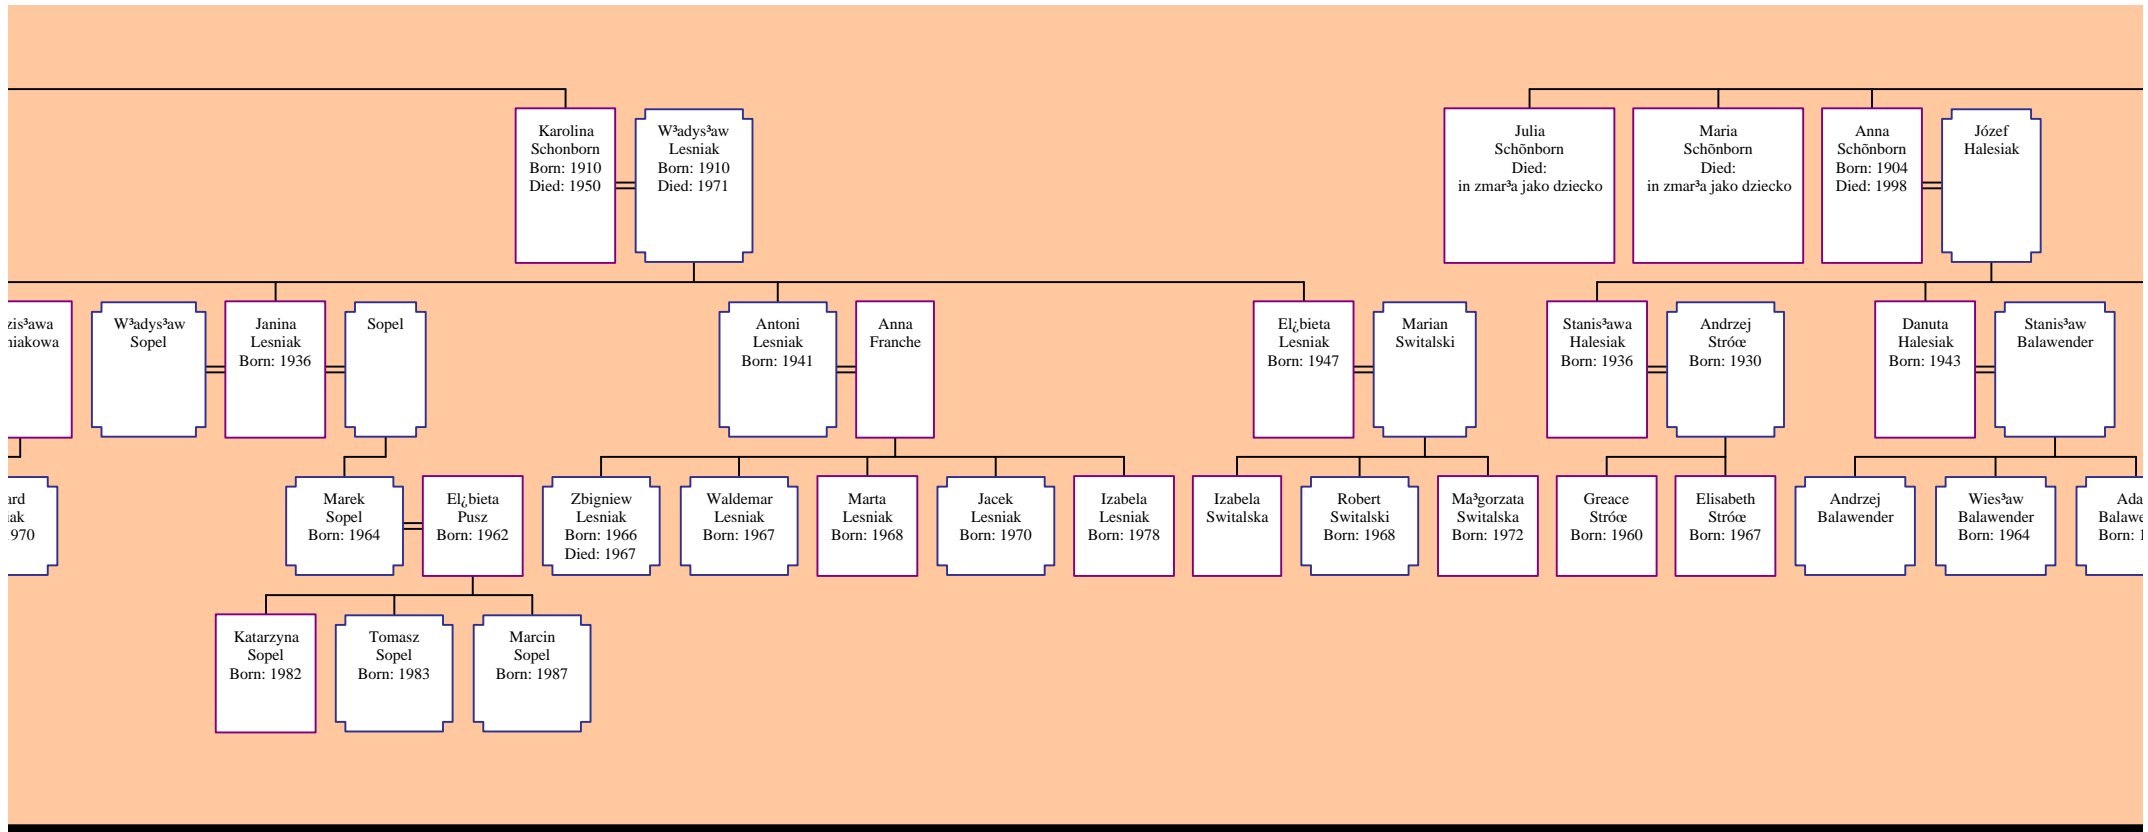 Karolina
Schonborn
Born: 1910
Died: 1950
W³adys³aw
Lesniak
Born: 1910
Died: 1971
Julia
Schõnborn
Died:
in zmar³a jako dziecko
Maria
Schõnborn
Died:
in zmar³a jako dziecko
Anna
Schõnborn
Born: 1904
Died: 1998
Józef
Halesiak
zis³awa
niakowa
W³adys³aw
Sopel
Janina
Lesniak
Born: 1936
Sopel
Antoni
Lesniak
Born: 1941
Anna
Franche
El¿bieta
Lesniak
Born: 1947
Marian
Switalski
Stanis³awa
Halesiak
Born: 1936
Andrzej
Stróœ
Born: 1930
Danuta
Halesiak
Born: 1943
Stanis³aw
Balawender
ard
iak
1970
Marek
Sopel
Born: 1964
El¿bieta
Pusz
Born: 1962
Zbigniew
Lesniak
Born: 1966
Died: 1967
Waldemar
Lesniak
Born: 1967
Marta
Lesniak
Born: 1968
Jacek
Lesniak
Born: 1970
Izabela
Lesniak
Born: 1978
Izabela
Switalska
Robert
Switalski
Born: 1968
Ma³gorzata
Switalska
Born: 1972
Greace
Stróœ
Born: 1960
Elisabeth
Stróœ
Born: 1967
Andrzej
Balawender
Wies³aw
Balawender
Born: 1964
Ada
Balawe
Born: 1
Katarzyna
Sopel
Born: 1982
Tomasz
Sopel
Born: 1983
Marcin
Sopel
Born: 1987